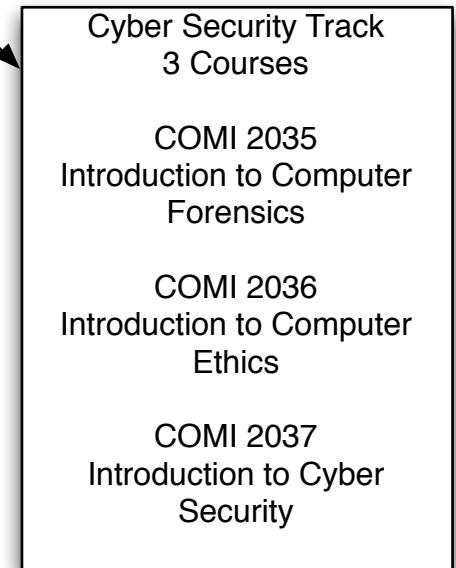 Cyber Security Track
3 Courses
COMI 2035
Introduction to Computer
Forensics
COMI 2036
Introduction to Computer
Ethics
COMI 2037
Introduction to Cyber
Security